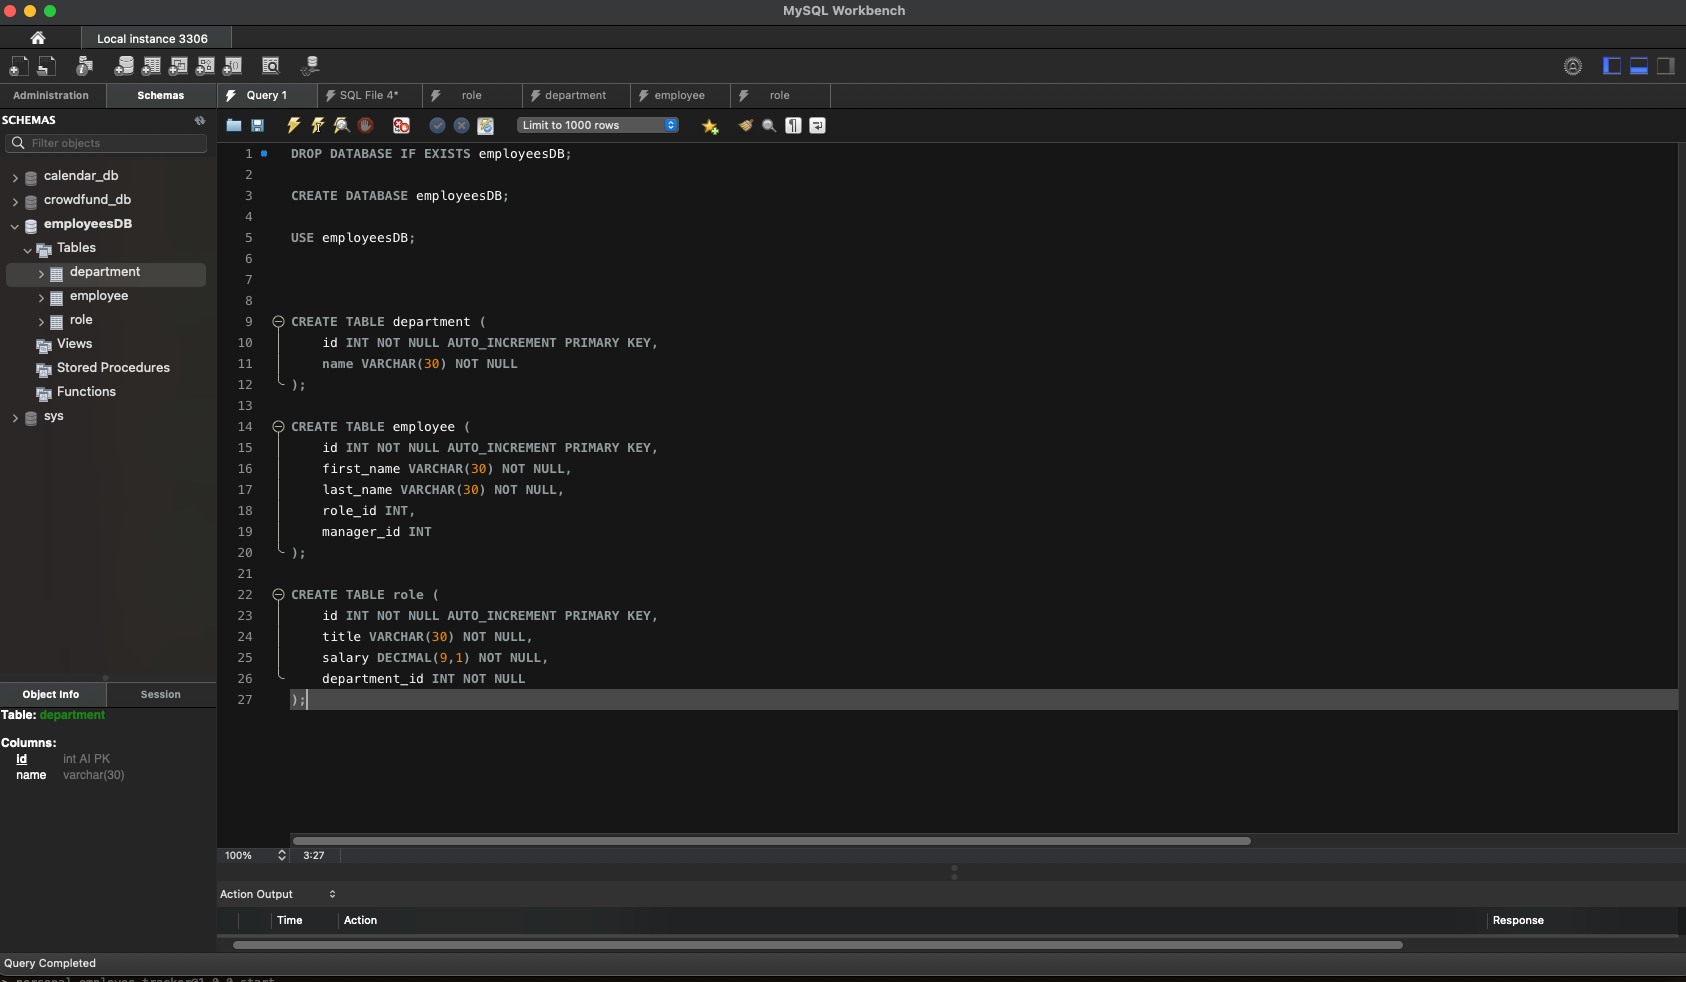 MySQL Workbench
Local instance 3306
Administration
Schemas
Query 1
SQL File 4*
role
department
employee
role
SCHEMAS
Filter objects
calendar_db
crowdfund_db
employeesDB
Tables
department
employee
role
Views
Stored Procedures
Functions
sys
Limit to 1000 rows
1 DROP DATABASE IF EXISTS employeesDB;
2
3 CREATE DATABASE employeesDB;
4
5 USE employeesDB;
6
7
8
9 CREATE TABLE department (
10 id INT NOT NULL AUTO_INCREMENT PRIMARY KEY,
11 name VARCHAR(30) NOT NULL
12 );
13
14 CREATE TABLE employee (
15 id INT NOT NULL AUTO_INCREMENT PRIMARY KEY,
16 first_name VARCHAR(30) NOT NULL,
17 last_name VARCHAR(30) NOT NULL,
18 role_id INT,
19 manager_id INT
20 );
21
22 CREATE TABLE role (
23 id INT NOT NULL AUTO_INCREMENT PRIMARY KEY,
24 title VARCHAR(30) NOT NULL,
25 salary DECIMAL(9,1) NOT NULL,
26 department_id INT NOT NULL
27 );
Object Info
Session
Table: department
Columns:
id int AI PK
name varchar(30)
100%
3:27
Action Output
Time
Action
Response
Query Completed